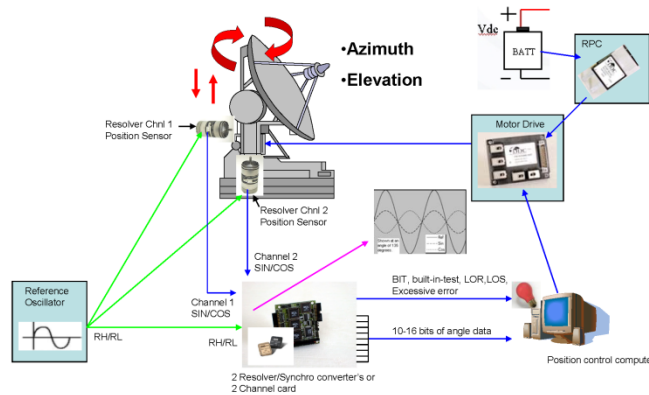 +
Vdc
BATT
−
RPC
•Azimuth
•Elevation
Resolver Chnl 1
Position Sensor
Motor Drive
Resolver Chnl 2
Position Sensor
Channel 2
SIN/COS
Reference
Oscillator
Channel 1
SIN/COS
BIT, built-in-test, LOR,LOS,
Excessive error
RH/RL
RH/RL
10-16 bits of angle data
Position control compute
2 Resolver/Synchro converter's or
2 Channel card